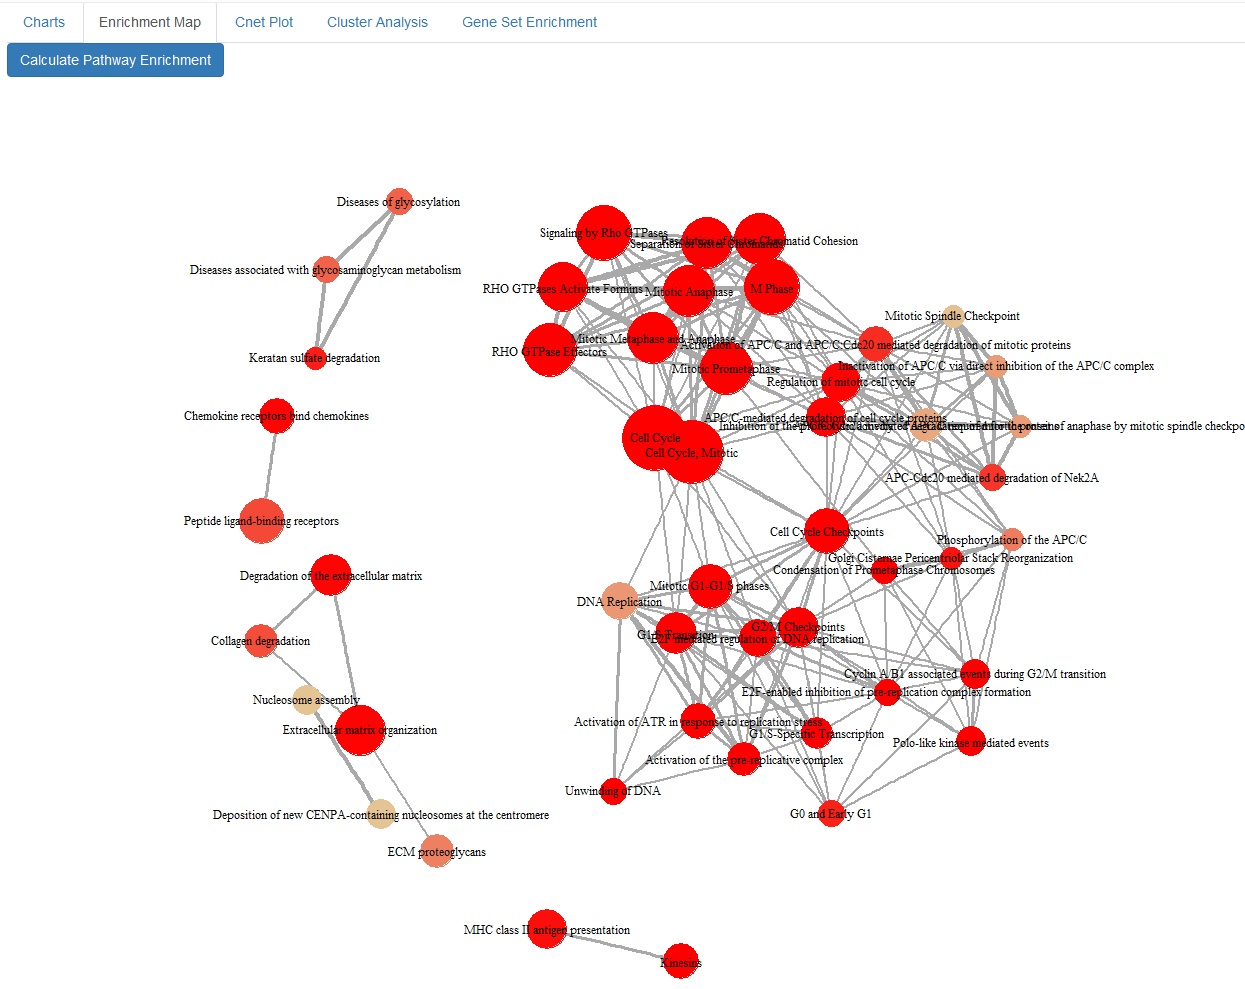 Charts
Enrichment Map
Cnet Plot
Cluster Analysis
Gene Set Enrichment
Calculate Pathway Enrichment
Diseases of glycosylation
Signaling by Rho GTPases
Separation of Sister Chromatids
Resolution of Sister Chromatid Cohesion
Diseases associated with glycosaminoglycan metabolism
RHO GTPases Activate Formins
Mitotic Anaphase
M Phase
Mitotic Spindle Checkpoint
Mitotic Metaphase and Anaphase
Activation of APC/C and APC/C:Cdc20 mediated degradation of mitotic proteins
RHO GTPase Effectors
Keratan sulfate degradation
Mitotic Prometaphase
Inactivation of APC/C via direct inhibition of the APC/C complex
Regulation of mitotic cell cycle
Chemokine receptors bind chemokines
APC/C-mediated degradation of cell cycle proteins
Inhibition of the
anaphase by mitotic spindle checkpo
Cell Cycle
Cell Cycle, Mitotic
APC-Cdc20 mediated degradation of Nek2A
Peptide ligand-binding receptors
Cell Cycle Checkpoints
Phosphorylation of the APC/C
Golgi Cisternae Pericentriolar Stack Reorganization
Condensation of Prometaphase Chromosomes
Degradation of the extracellular matrix
Mitotic G1-G1/S phases
DNA Replication
G2/M Checkpoints
G1/S Transition
E2F mediated regulation of DNA replication
Collagen degradation
Cyclin A/B1 associated events during G2/M transition
E2F-enabled inhibition of pre-replication complex formation
Nucleosome assembly
Activation of ATR in response to replication stress
Extracellular matrix organization
G1/S-Specific Transcription
Polo-like kinase mediated events
Activation of the pre-replicative complex
Unwinding of DNA
G0 and Early G1
Deposition of new CENPA-containing nucleosomes at the centromere
ECM proteoglycans
MHC class II antigen presentation
Kinesins